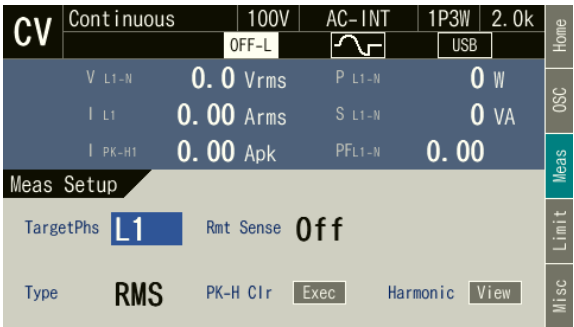 CV Continuous 100V AC-INT 1P3W 2.0k
OFF-L USB
V L1-N 0.0 Vrms P L1-N 0 W
I L1 0.00 Arms S L1-N 0 VA
I PK-H1 0.00 Apk PFL1-N 0.00
Meas Setup
TargetPhs L1 Rmt Sense Off
Type RMS PK-H Clr Exec Harmonic View
Home
OSC
Meas
Limit
Misc